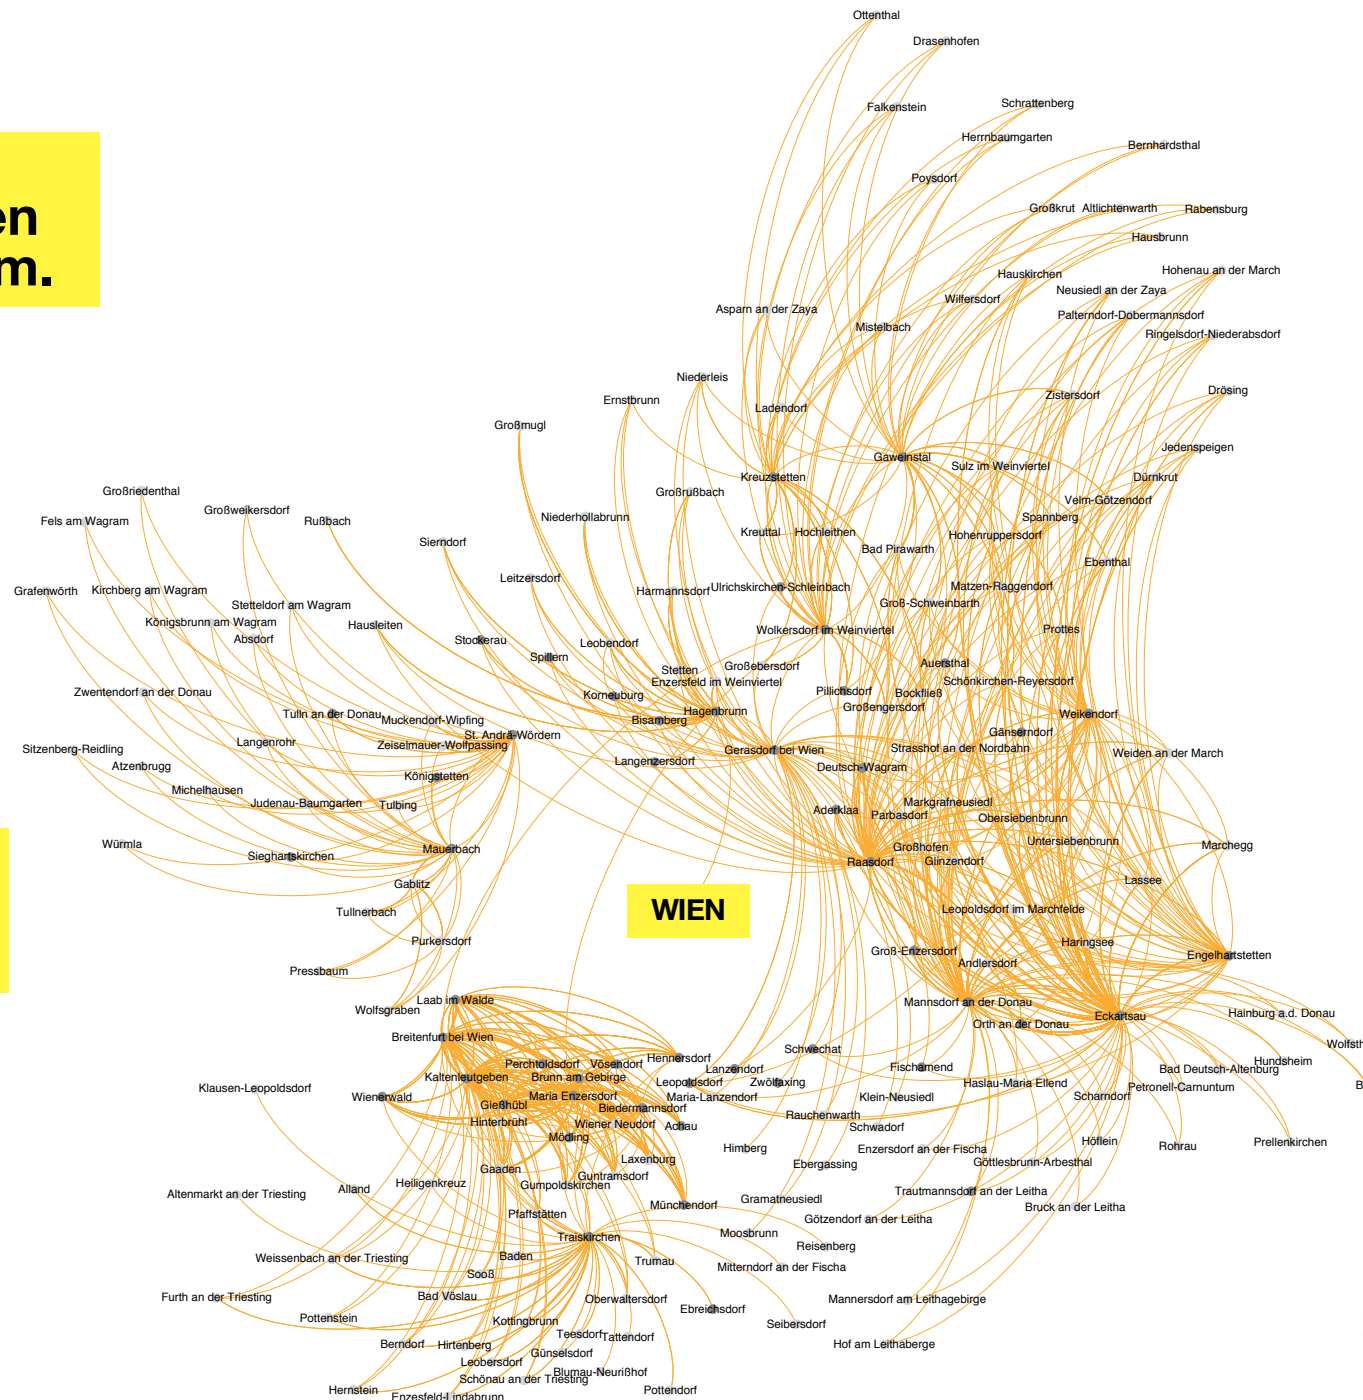 Ottenthal
Drasenhofen
Falkenstein
Schrattenberg
Herrnbaumgarten
Bernhardsthal
Poysdorf
en
m.
Großkrut
Altlichtenwarth
Rabensburg
Hausbrunn
Hauskirchen
Hohenau an der March
Neusiedl an der Zaya
Wilfersdorf
Asparn an der Zaya
Palterndorf-Dobermannsdorf
Mistelbach
Ringelsdorf-Niederabsdorf
Niederleis
Ernstbrunn
Zistersdorf
Drösing
Ladendorf
Großmugl
Jedenspeigen
Gaweinstal
Sulz im Weinviertel
Kreuzstetten
Dürnkrut
Großriedenthal
Großrußbach
Velm-Götzendorf
Großweikersdorf
Fels am Wagram
Rußbach
Niederhollabrunn
Spannberg
Kreuttal
Hochleithen
Hohenruppersdorf
Sierndorf
Bad Pirawarth
Ebenthal
Leitzersdorf
Grafenwörth
Kirchberg am Wagram
Harmannsdorf
Ulrichskirchen-Schleinbach
Matzen-Raggendorf
Stetteldorf am Wagram
Groß-Schweinbarth
Königsbrunn am Wagram
Hausleiten
Absdorf
Stockerau
Leobendorf
Wolkersdorf im Weinviertel
Prottes
Spillern
Stetten
Großebersdorf
Auersthal
Enzersfeld im Weinviertel
Schönkirchen-Reyersdorf
Zwentendorf an der Donau
Korneuburg
Pillichsdorf
Bockfließ
Großengersdorf
Tulln an der Donau
Muckendorf-Wipfing
Bisamberg
Hagenbrunn
Weikendorf
Gänserndorf
St. Andrä-Wördern
Langenrohr
Zeiselmauer-Wolfpassing
Sitzenberg-Reidling
Gerasdorf bei Wien
Strasshof an der Nordbahn
Weiden an der March
Atzenbrugg
Langenzersdorf
Deutsch-Wagram
Königstetten
Michelhausen
Judenau-Baumgarten
Tulbing
Aderklaa
Markgrafneusiedl
Parbasdorf
Obersiebenbrunn
Würmla
Mauerbach
Großhofen
Untersiebenbrunn
Marchegg
Sieghartskirchen
Raasdorf
Glinzendorf
Gablitz
Lassee
WIEN
Tullnerbach
Leopoldsdorf im Marchfelde
Purkersdorf
Haringsee
Groß-Enzersdorf
Engelhartstetten
Pressbaum
Andlersdorf
Laab im Walde
Wolfsgraben
Mannsdorf an der Donau
Eckartsau
Hainburg a.d. Donau
Orth an der Donau
Breitenfurt bei Wien
Wolfsth
Schwechat
Hennersdorf
Hundsheim
Perchtoldsdorf
Vösendorf
Lanzendorf
Fischamend
Bad Deutsch-Altenburg
Kaltenleutgeben
Brunn am Gebirge
Leopoldsdorf
Zwölfaxing
Haslau-Maria Ellend
Petronell-Carnuntum
B
Klausen-Leopoldsdorf
Wienerwald
Maria Enzersdorf
Maria-Lanzendorf
Klein-Neusiedl
Scharndorf
Gießhübl
Biedermannsdorf
Rauchenwarth
Hinterbrühl
Wiener Neudorf
Achau
Schwadorf
Mödling
Himberg
Enzersdorf an der Fischa
Höflein
Rohrau
Prellenkirchen
Laxenburg
Ebergassing
Göttlesbrunn-Arbesthal
Gaaden
Guntramsdorf
Heiligenkreuz
Gumpoldskirchen
Altenmarkt an der Triesting
Alland
Trautmannsdorf an der Leitha
Gramatneusiedl
Münchendorf
Bruck an der Leitha
Pfaffstätten
Götzendorf an der Leitha
Moosbrunn
Traiskirchen
Reisenberg
Weissenbach an der Triesting
Baden
Trumau
Mitterndorf an der Fischa
Sooß
Furth an der Triesting
Bad Vöslau
Oberwaltersdorf
Mannersdorf am Leithagebirge
Ebreichsdorf
Pottenstein
Kottingbrunn
Seibersdorf
Teesdorf
Tattendorf
Berndorf
Hirtenberg
Hof am Leithaberge
Günselsdorf
Leobersdorf
Blumau-Neurißhof
Schönau an der Triesting
Hernstein
Pottendorf
Enzesfeld-Lindabrunn